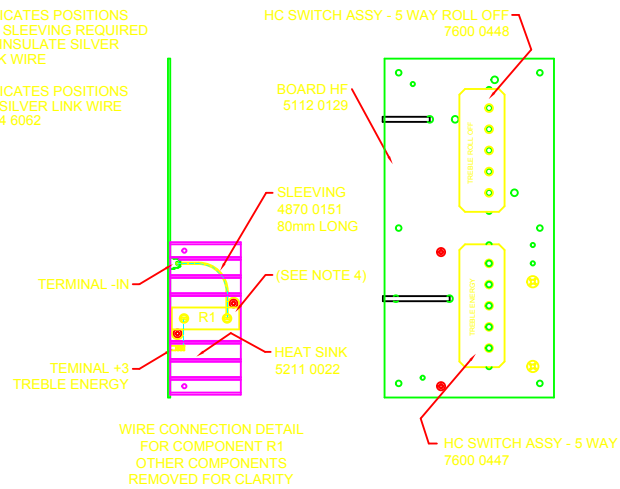 ICATES POSITIONS
SLEEVING REQUIRED
INSULATE SILVER
K WIRE
ICATES POSITIONS
SILVER LINK WIRE
4 6062
HC SWITCH ASSY - 5 WAY ROLL OFF
7600 0448
BOARD HF
5112 0129
TREBLE ROLL OFF
SLEEVING
4870 0151
80mm LONG
TERMINAL -IN
(SEE NOTE 4)
R1
TREBLE ENERGY
HEAT SINK
5211 0022
TEMINAL +3
TREBLE ENERGY
WIRE CONNECTION DETAIL
FOR COMPONENT R1
OTHER COMPONENTS
REMOVED FOR CLARITY
HC SWITCH ASSY - 5 WAY
7600 0447